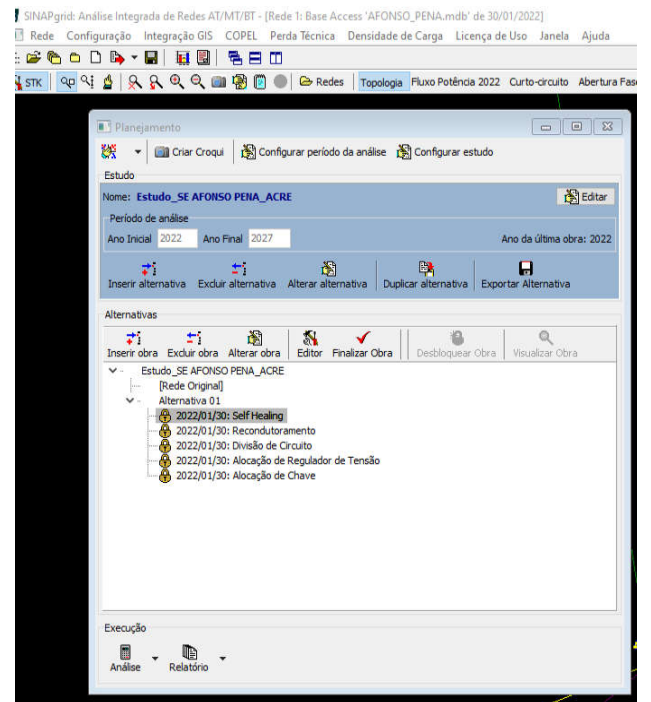 SINAPgrid: Análise Integrada de Redes AT/MT/BT - [Rede 1: Base Access 'AFONSO_PENA.mdb' de 30/01/2022]
Rede Configuração Integração GIS COPEL Perda Técnica Densidade de Carga Licença de Uso Janela Ajuda
STK Redes Topologia Fluxo Potência 2022 Curto-circuito Abertura Fase
Planejamento
Criar Croqui Configurar período da análise Configurar estudo
Estudo
Nome: Estudo_SE AFONSO PENA_ACRE Editar
Período de análise
Ano Inicial 2022 Ano Final 2027 Ano da última obra: 2022
Inserir alternativa Excluir alternativa Alterar alternativa Duplicar alternativa Exportar Alternativa
Alternativas
Inserir obra Excluir obra Alterar obra Editor Finalizar Obra Desbloquear Obra Visualizar Obra
Estudo_SE AFONSO PENA_ACRE
[Rede Original]
Alternativa 01
2022/01/30: Self Healing
2022/01/30: Recondutoramento
2022/01/30: Divisão de Circuito
2022/01/30: Alocação de Regulador de Tensão
2022/01/30: Alocação de Chave
Execução
Análise Relatório